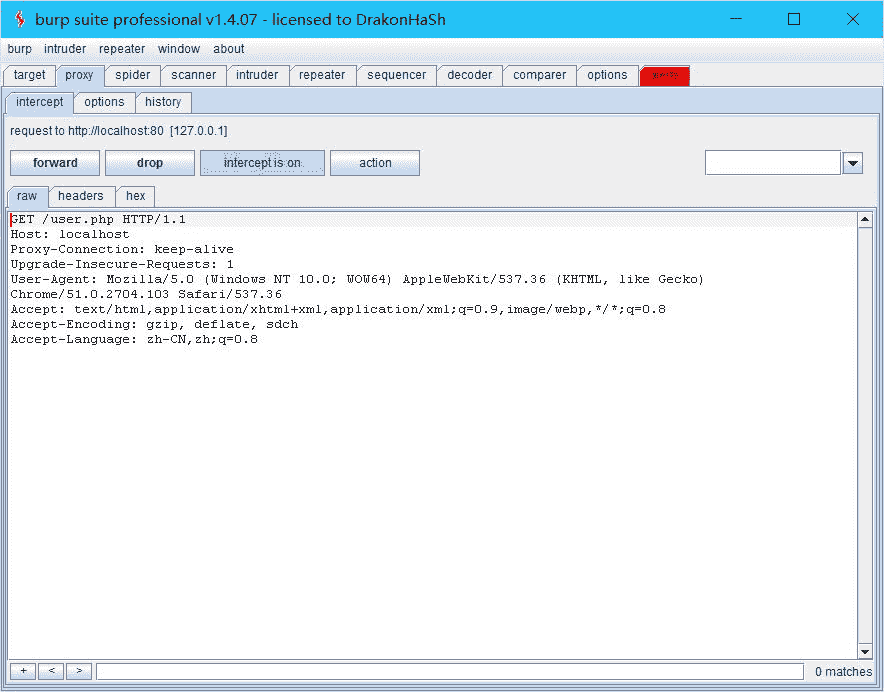 burp suite professional v1.4.07 - licensed to DrakonHaSh
burp intruder repeater window about
target proxy spider scanner intruder repeater sequencer decoder comparer options
intercept options history
request to http://localhost:80 [127.0.0.1]
forward drop intercept is on action
raw headers hex
GET /user.php HTTP/1.1
Host: localhost
Proxy-Connection: keep-alive
Upgrade-Insecure-Requests: 1
User-Agent: Mozilla/5.0 (Windows NT 10.0; WOW64) AppleWebKit/537.36 (KHTML, like Gecko)
Chrome/51.0.2704.103 Safari/537.36
Accept: text/html,application/xhtml+xml,application/xml;q=0.9,image/webp,*/*;q=0.8
Accept-Encoding: gzip, deflate, sdch
Accept-Language: zh-CN,zh;q=0.8
+ < > 0 matches